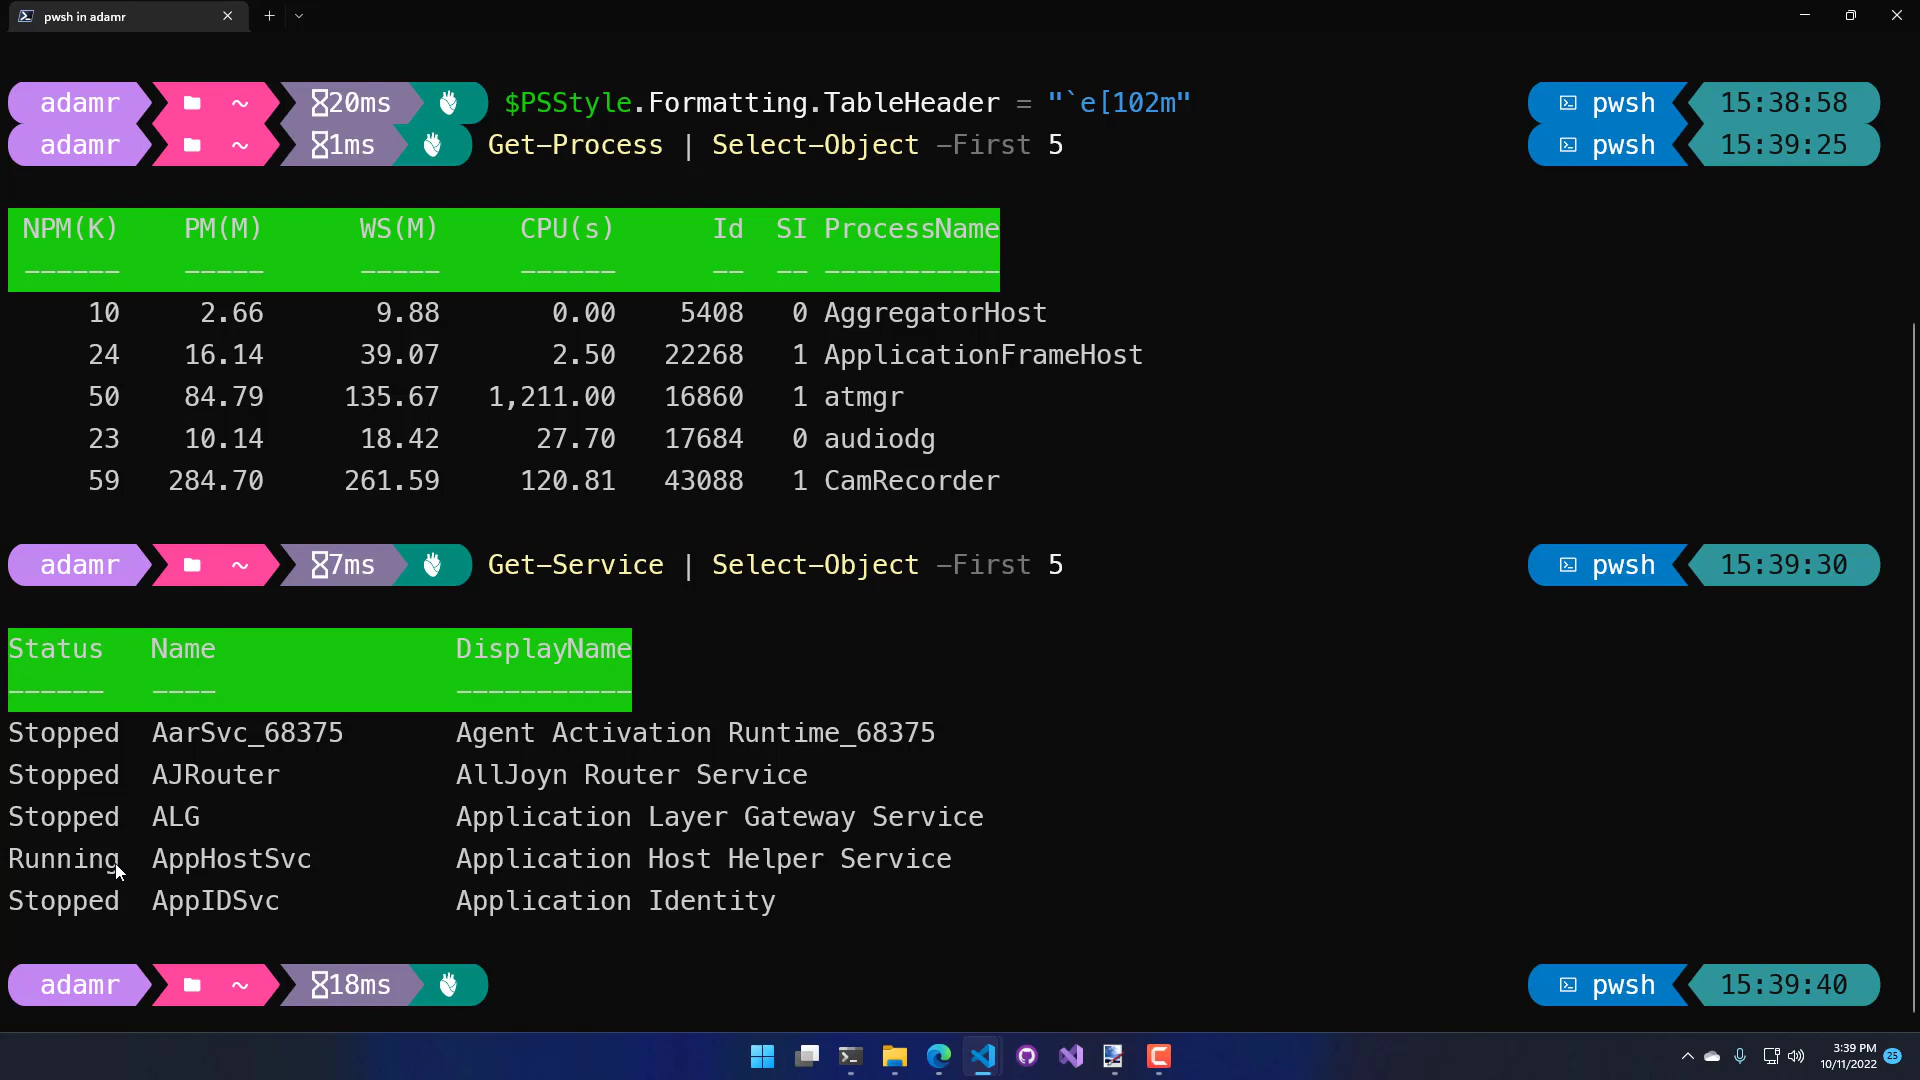 pwsh in adamr
adamr ~ 20ms $PSStyle.Formatting.TableHeader = "`e[102m" pwsh 15:38:58
adamr ~ 1ms Get-Process | Select-Object -First 5 pwsh 15:39:25
NPM(K) PM(M) WS(M) CPU(s) Id SI ProcessName
------ ----- ----- ------ -- -- -----------
10 2.66 9.88 0.00 5408 0 AggregatorHost
24 16.14 39.07 2.50 22268 1 ApplicationFrameHost
50 84.79 135.67 1,211.00 16860 1 atmgr
23 10.14 18.42 27.70 17684 0 audiodg
59 284.70 261.59 120.81 43088 1 CamRecorder
adamr ~ 7ms Get-Service | Select-Object -First 5 pwsh 15:39:30
Status Name DisplayName
------ ---- -----------
Stopped AarSvc_68375 Agent Activation Runtime_68375
Stopped AJRouter AllJoyn Router Service
Stopped ALG Application Layer Gateway Service
Running AppHostSvc Application Host Helper Service
Stopped AppIDSvc Application Identity
adamr ~ 18ms pwsh 15:39:40
3:39 PM
10/11/2022 25